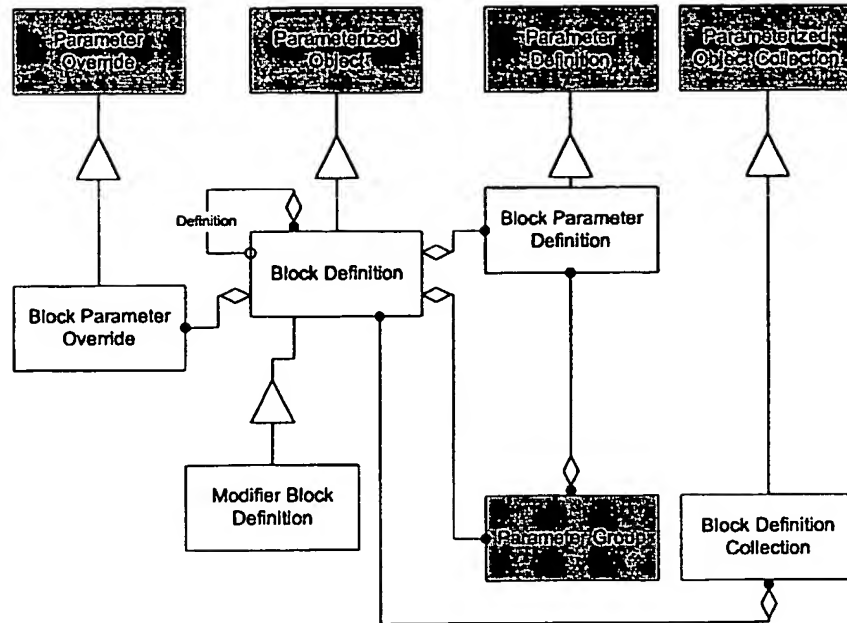 Parameter
Override
Parameterized
Object
Parameter
Definition
Parameterized
Object Collection
Definition
Block Definition
Block Parameter
Definition
Block Parameter
Override
Modifier Block
Definition
Parameter Group
Block Definition
Collection